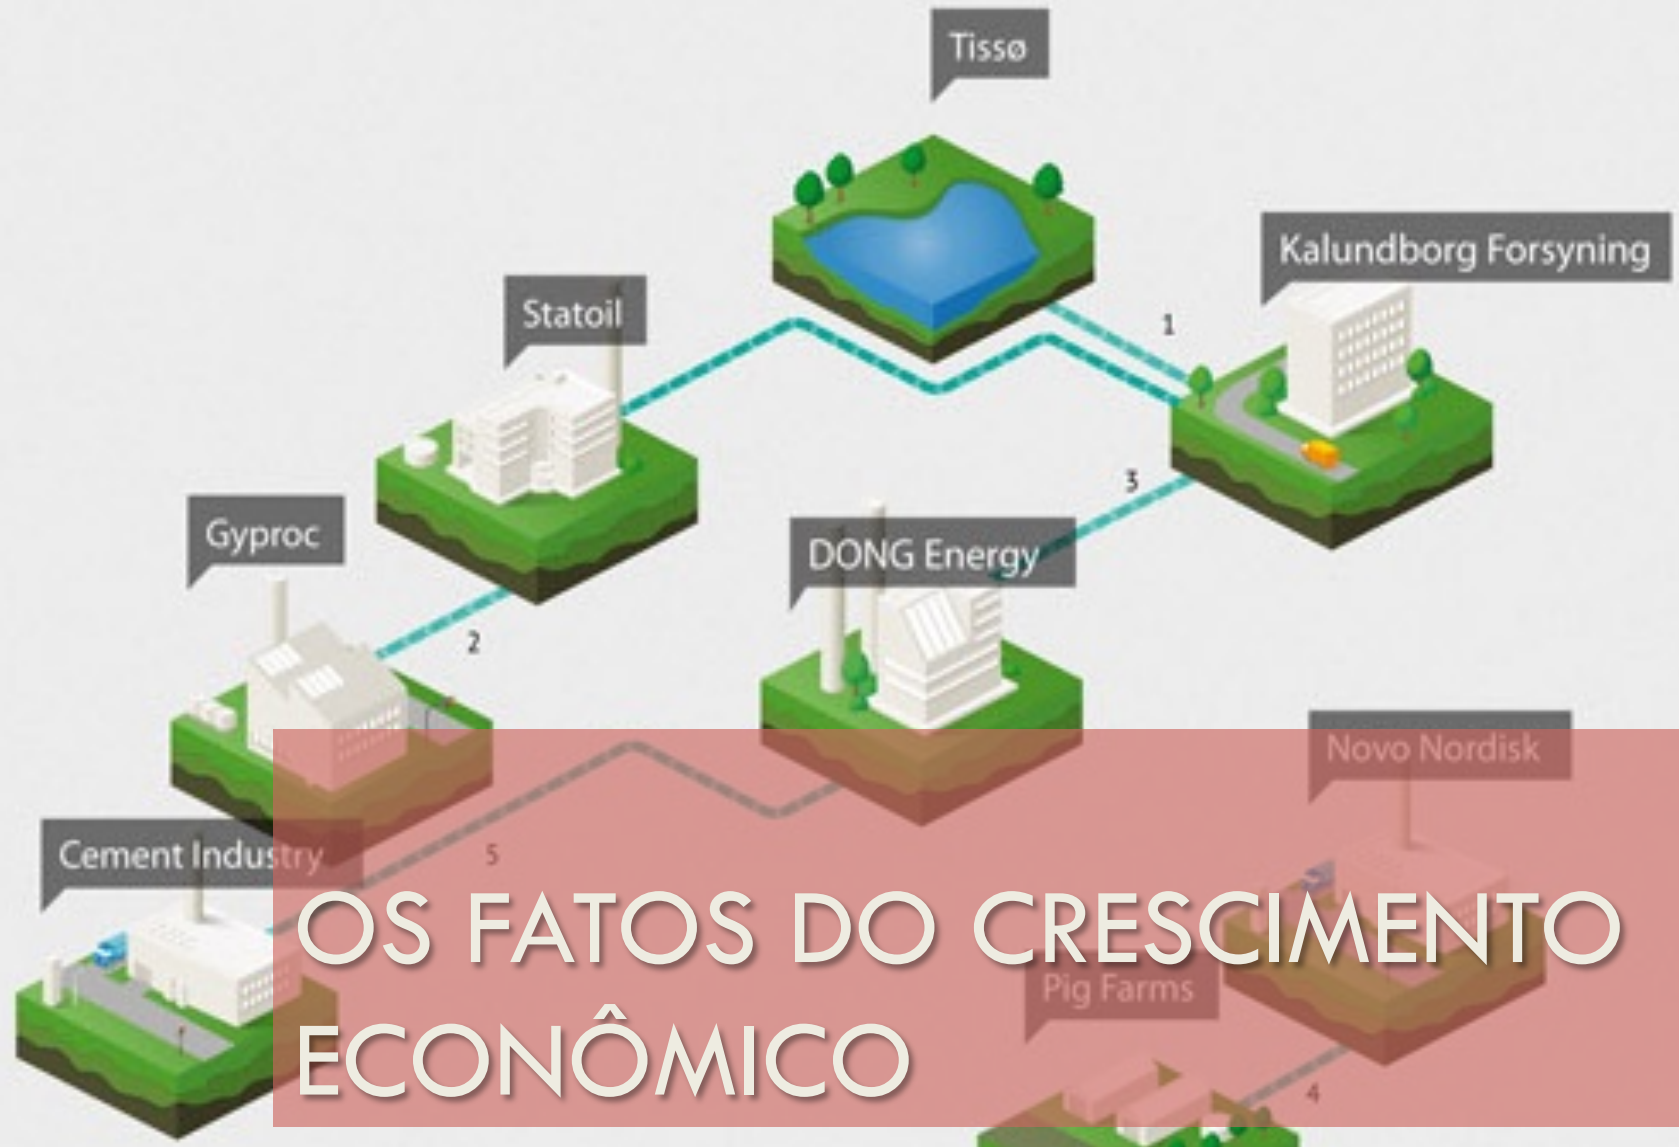 Tissø
Kalundborg Forsyning
Statoil
1
3
Gyproc
DONG Energy
2
Novo Nordisk
Cement Industry
5
OS FATOS DO CRESCIMENTO
ECONÔMICO
Pig Farms
4